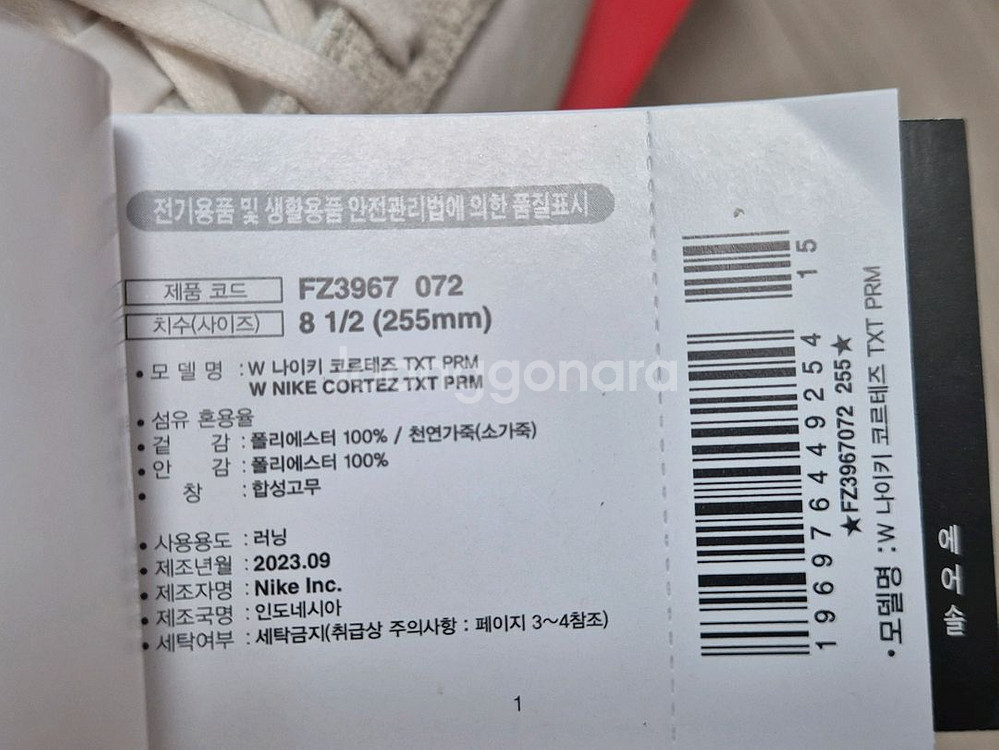 전기용품 및 생활용품 안전관리법에 의한 품질표시
제품 코드 FZ3967 072
치수(사이즈) 8 1/2 (255mm)
• 모 델 명 : W 나이키 코르테즈 TXT PRM
W NIKE CORTEZ TXT PRM
• 섬유 혼용율
• 겉 감 : 폴리에스터 100% / 천연가죽(소가죽)
• 안 감 : 폴리에스터 100%
• 창 : 합성고무
• 사용용도 : 러닝
• 제조년월 : 2023.09
• 제조자명 : Nike Inc.
• 제조국명 : 인도네시아
• 세탁여부 : 세탁금지(취급상 주의사항 : 페이지 3~4참조)
1
15
196976449254
★FZ3967072 255★
•모델명 :W 나이키 코르테즈 TXT PRM
에어솔